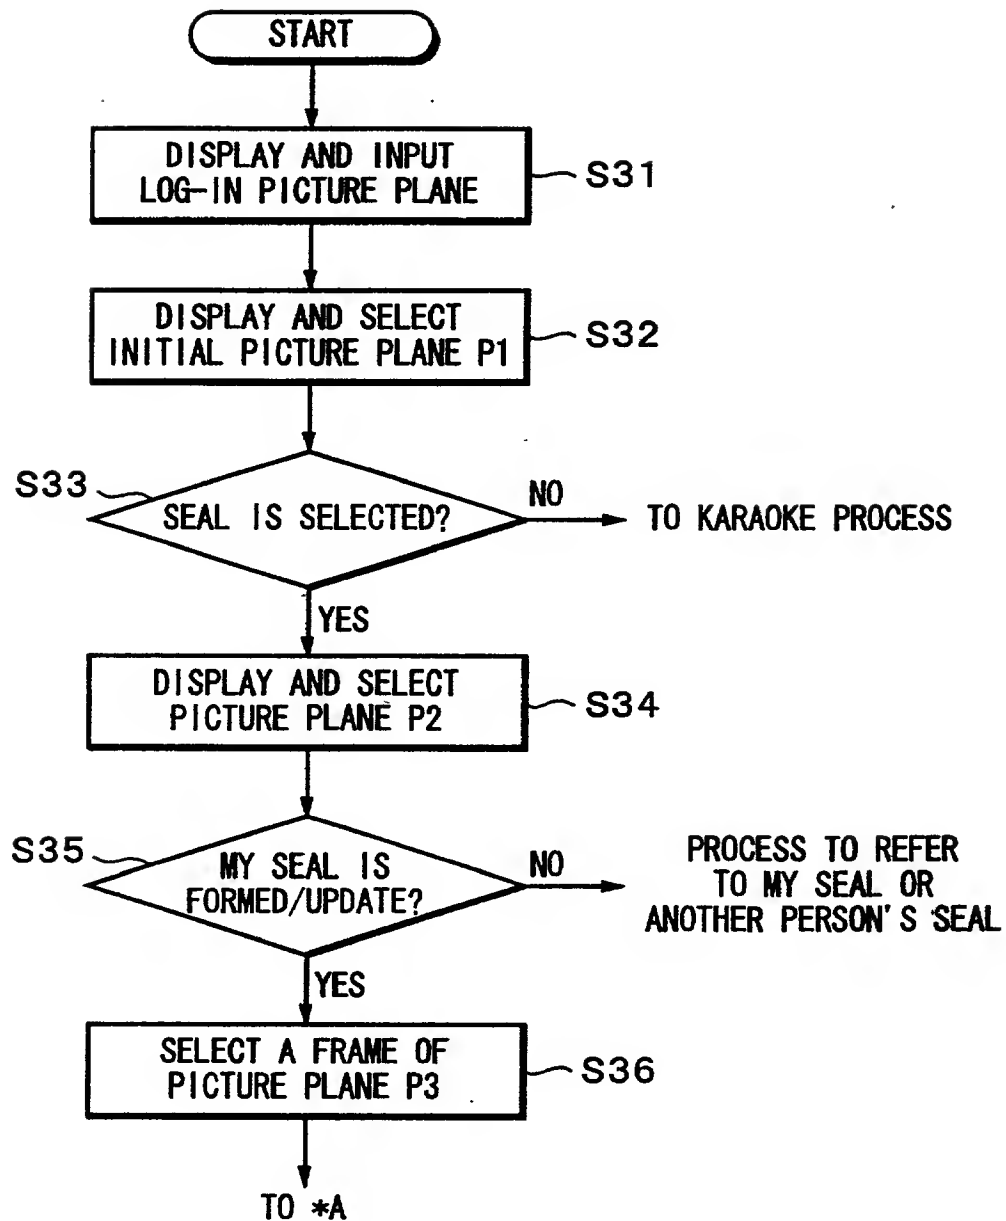 START
DISPLAY AND INPUT
LOG-IN PICTURE PLANE
S31
DISPLAY AND SELECT
INITIAL PICTURE PLANE P1
S32
S33
SEAL IS SELECTED?
NO
TO KARAOKE PROCESS
YES
DISPLAY AND SELECT
PICTURE PLANE P2
S34
S35
MY SEAL IS
FORMED/UPDATE?
NO
PROCESS TO REFER
TO MY SEAL OR
ANOTHER PERSON'S SEAL
YES
SELECT A FRAME OF
PICTURE PLANE P3
S36
TO *A